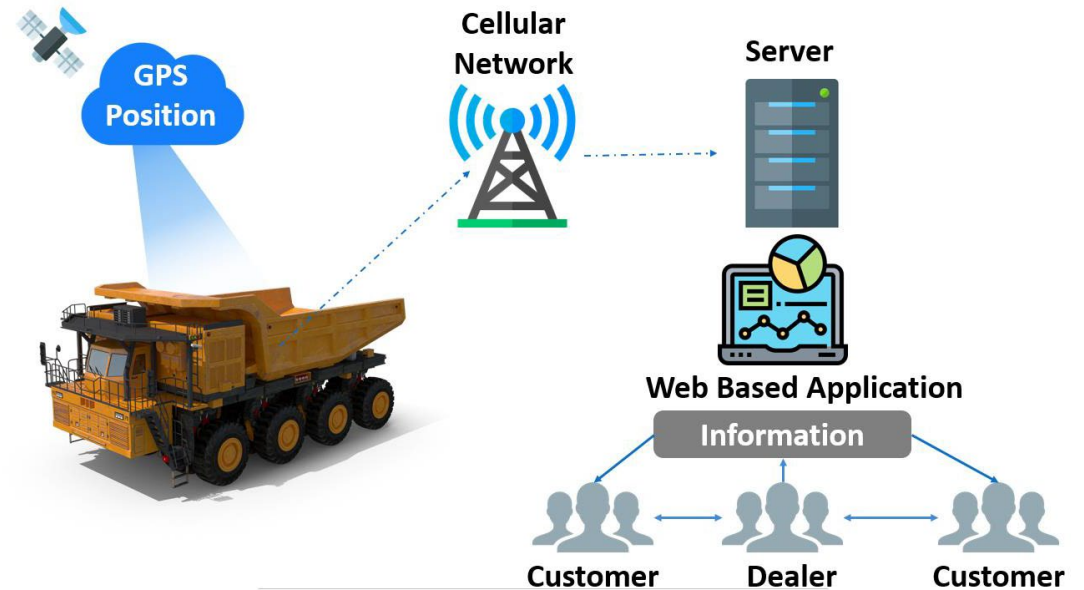 Cellular
Network
Server
GPS
Position
Web Based Application
Information
Customer
Dealer
Customer